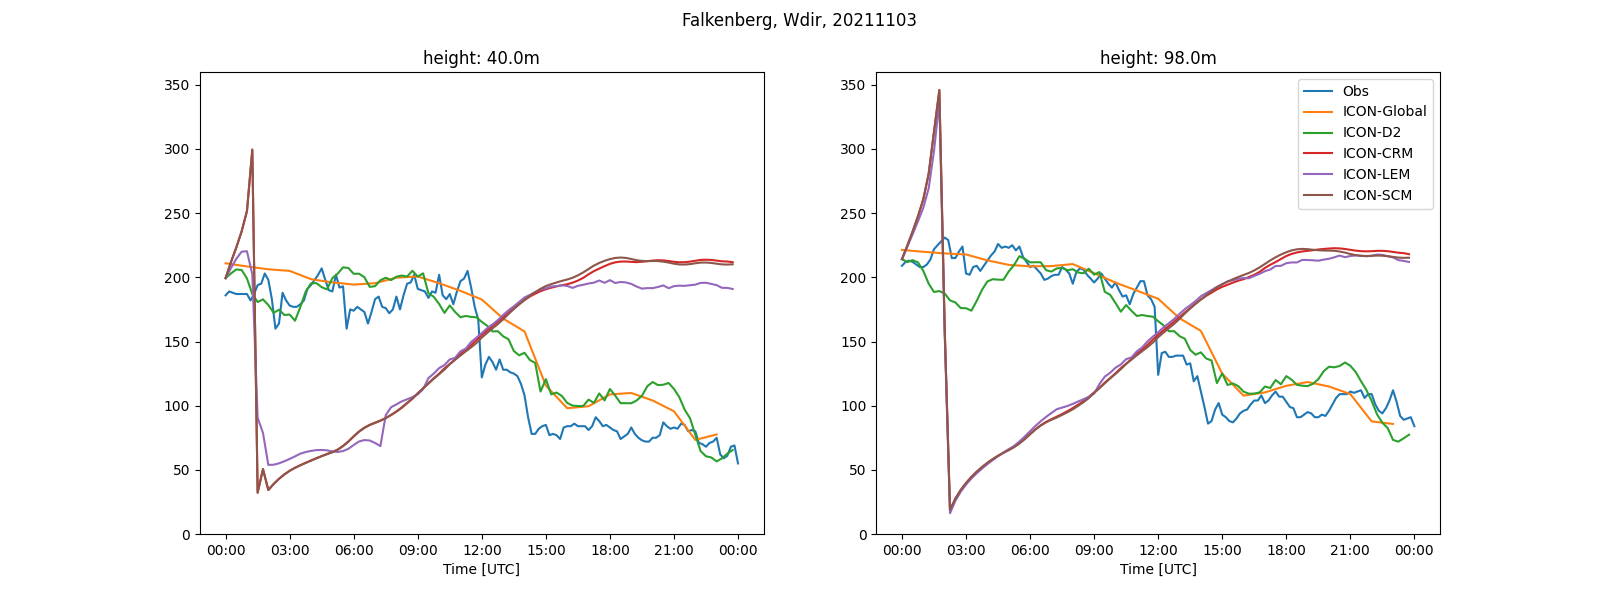 Falkenberg, Wdir, 20211103
height: 40.0m
350
300
250
200
150
100
50
0
00:00 03:00 06:00 09:00 12:00 15:00 18:00 21:00 00:00
Time [UTC]
height: 98.0m
350
300
250
200
150
100
50
0
00:00 03:00 06:00 09:00 12:00 15:00 18:00 21:00 00:00
Time [UTC]
Obs
ICON-Global
ICON-D2
ICON-CRM
ICON-LEM
ICON-SCM